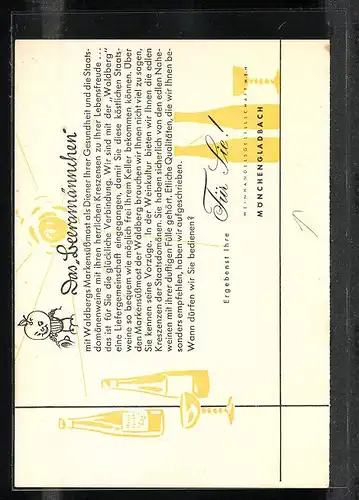 Das „Beeremännchen"
mit Waldbergs Markensüßmost als Diener Ihrer Gesundheit und die Staats-
domänenweine mit ihren herrlichen Kreszensen zu Ihrer Lebensfreude ...
das ist für Sie die glückliche Verbindung. Wir sind mit der „Waldberg"
eine Liefergemeinschaft eingegangen, damit Sie diese köstlichen Staats-
weine so bequem wie möglich frei Ihrem Keller bekommen können. Über
den Markensüßmost der Waldberg brauchen wir Ihnen nicht viel zu sagen,
Sie kennen seine Vorzüge. In der Weinkultur bieten wir Ihnen die edlen
Kreszenzen der Staatsdomänen. Sie haben sicherlich von den edlen Nahe-
weinen mit ihrer duftigen Fülle gehört. Etliche Qualitäten, die wir Ihnen be-
sonders empfehlen, haben wir aufgeschrieben.
Wann dürfen wir Sie bedienen?
Ergebenst Ihre
Für Sie!
WEINHANDELSGESELLSCHAFT MBH
MÖNCHENGLADBACH